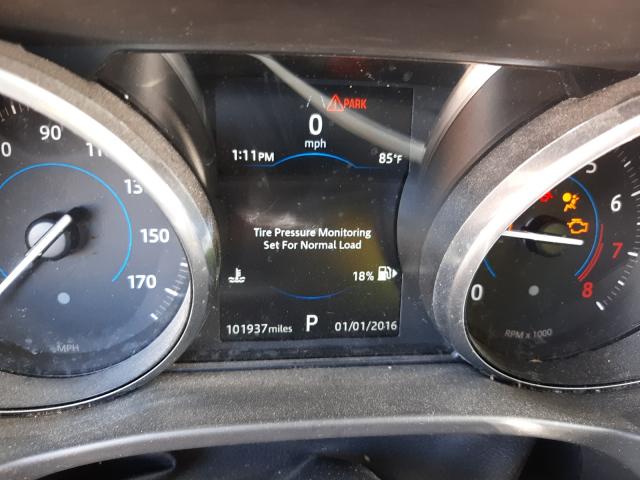 PARK
0
mph
1:11PM 85°F
Tire Pressure Monitoring
Set For Normal Load
18%
101937miles P 01/01/2016
90
130
150
170
MPH
0
5
6
7
8
RPM x 1000